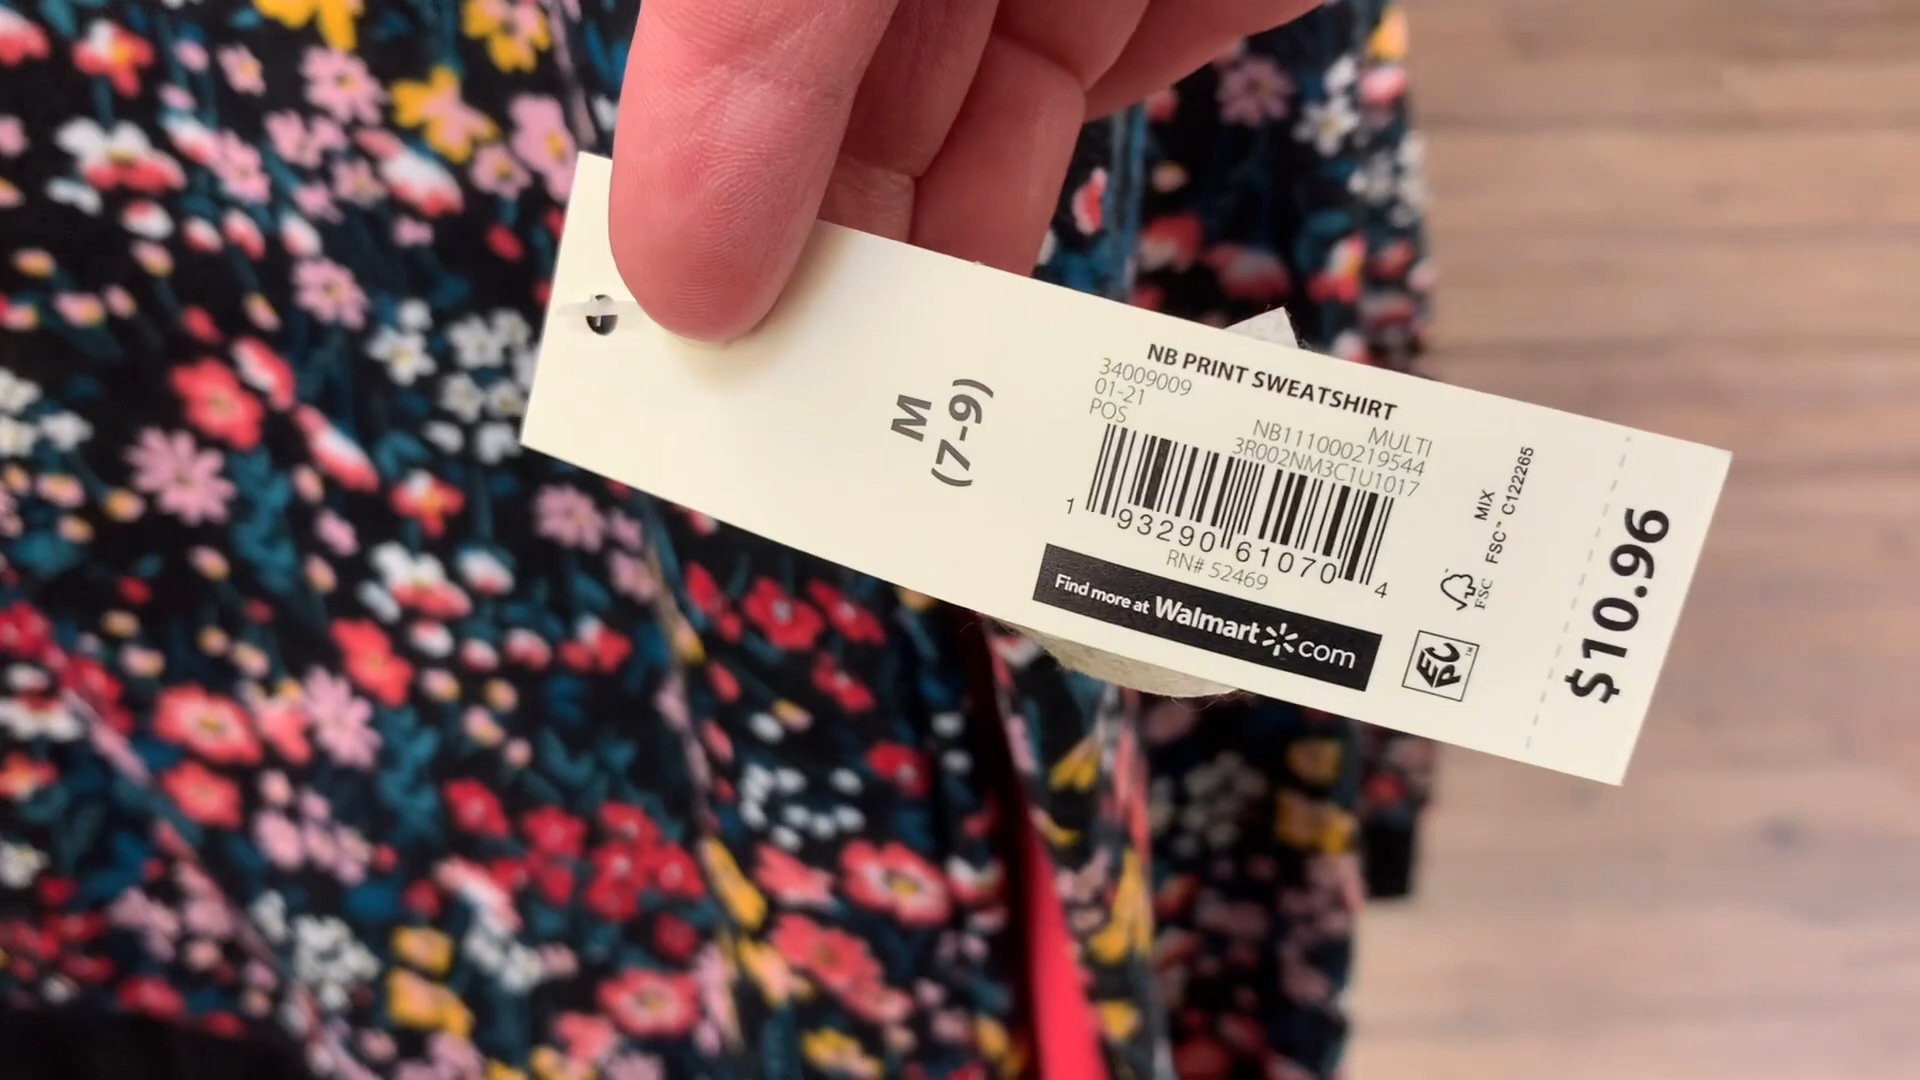 M
(7-9)
NB PRINT SWEATSHIRT
34009009
01-21
POS
MULTI
NB111000219544
3R002NM3C1U1017
1 93290 61070 4
RN# 52469
Find more at Walmart com
MIX
FSC™ C122265
FSC
EPC™
$10.96